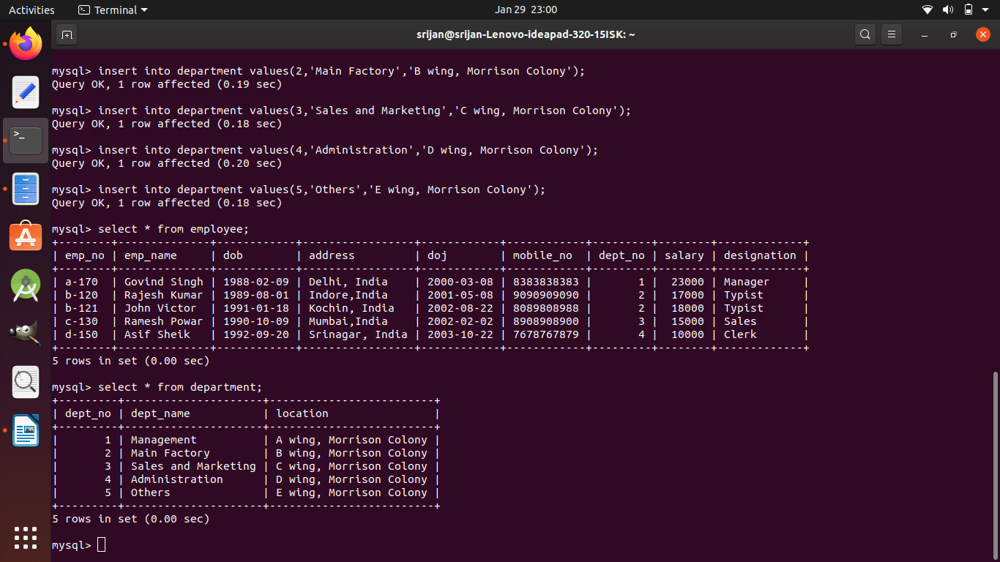 Activities Terminal Jan 29 23:00
srijan@srijan-Lenovo-ideapad-320-15ISK: ~
mysql> insert into department values(2,'Main Factory','B wing, Morrison Colony');
Query OK, 1 row affected (0.19 sec)
mysql> insert into department values(3,'Sales and Marketing','C wing, Morrison Colony');
Query OK, 1 row affected (0.18 sec)
mysql> insert into department values(4,'Administration','D wing, Morrison Colony');
Query OK, 1 row affected (0.20 sec)
mysql> insert into department values(5,'Others','E wing, Morrison Colony');
Query OK, 1 row affected (0.18 sec)
mysql> select * from employee;
+--------+--------------+------------+-----------------+------------+------------+---------+--------+-------------+
| emp_no | emp_name     | dob        | address         | doj        | mobile_no  | dept_no | salary | designation |
+--------+--------------+------------+-----------------+------------+------------+---------+--------+-------------+
| a-170  | Govind Singh | 1988-02-09 | Delhi, India    | 2000-03-08 | 8383838383 |       1 |  23000 | Manager     |
| b-120  | Rajesh Kumar | 1989-08-01 | Indore,India    | 2001-05-08 | 9090909090 |       2 |  17000 | Typist      |
| b-121  | John Victor  | 1991-01-18 | Kochin, India   | 2002-08-22 | 8089808988 |       2 |  18000 | Typist      |
| c-130  | Ramesh Powar | 1990-10-09 | Mumbai,India    | 2002-02-02 | 8908908900 |       3 |  15000 | Sales       |
| d-150  | Asif Sheik   | 1992-09-20 | Srinagar, India | 2003-10-22 | 7678767879 |       4 |  10000 | Clerk       |
+--------+--------------+------------+-----------------+------------+------------+---------+--------+-------------+
5 rows in set (0.00 sec)
mysql> select * from department;
+---------+---------------------+-------------------------+
| dept_no | dept_name           | location                |
+---------+---------------------+-------------------------+
|       1 | Management          | A wing, Morrison Colony |
|       2 | Main Factory        | B wing, Morrison Colony |
|       3 | Sales and Marketing | C wing, Morrison Colony |
|       4 | Administration      | D wing, Morrison Colony |
|       5 | Others              | E wing, Morrison Colony |
+---------+---------------------+-------------------------+
5 rows in set (0.00 sec)
mysql>